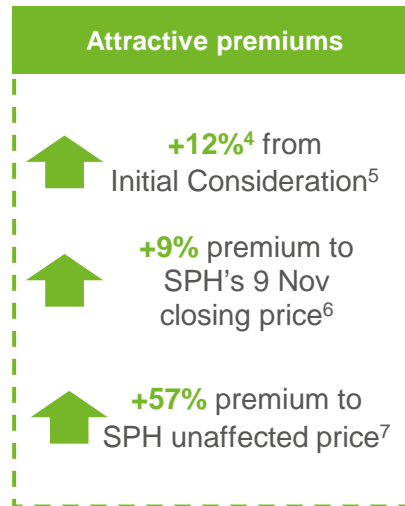 Attractive premiums
+12%⁴ from
Initial Consideration⁵
+9% premium to
SPH's 9 Nov
closing price⁶
+57% premium to
SPH unaffected price⁷